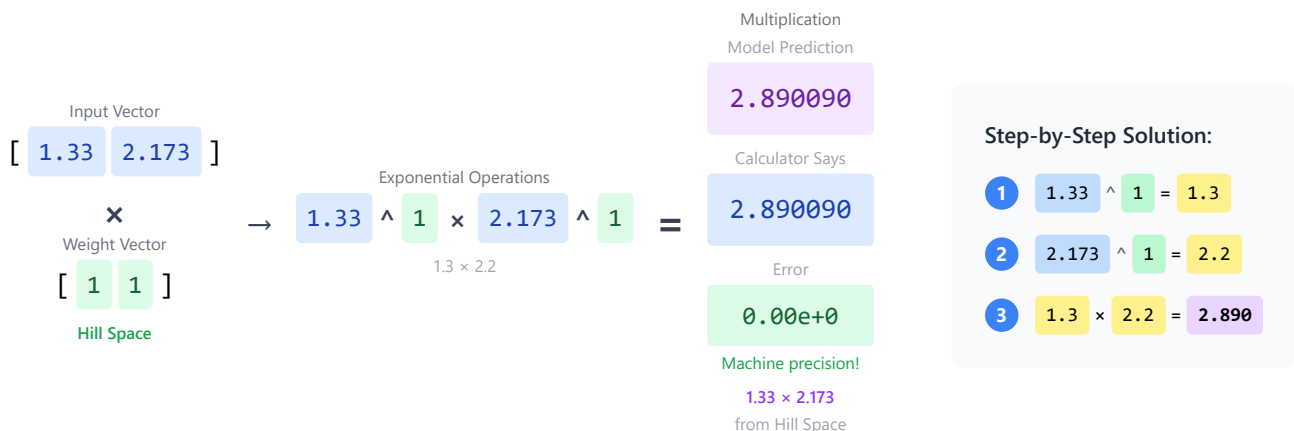 Input Vector
[ 1.33 2.173 ]
×
Weight Vector
[ 1 1 ]
Hill Space
→
Exponential Operations
1.33 ^ 1 × 2.173 ^ 1
1.3 × 2.2
=
Multiplication
Model Prediction
2.890090
Calculator Says
2.890090
Error
0.00e+0
Machine precision!
1.33 × 2.173
from Hill Space
Step-by-Step Solution:
1 1.33 ^ 1 = 1.3
2 2.173 ^ 1 = 2.2
3 1.3 × 2.2 = 2.890